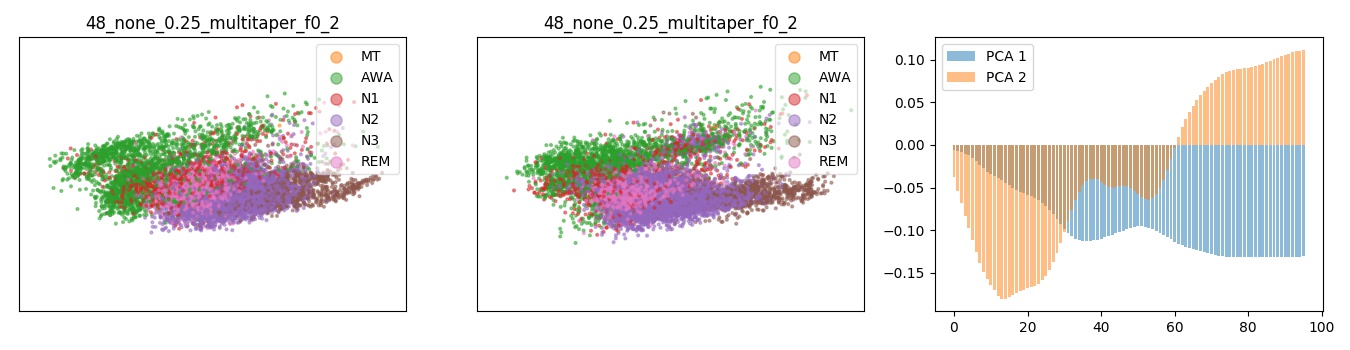 48_none_0.25_multitaper_f0_2
MT
AWA
N1
N2
N3
REM
48_none_0.25_multitaper_f0_2
MT
AWA
N1
N2
N3
REM
PCA 1
PCA 2
0.10
0.05
0.00
−0.05
−0.10
−0.15
0
20
40
60
80
100